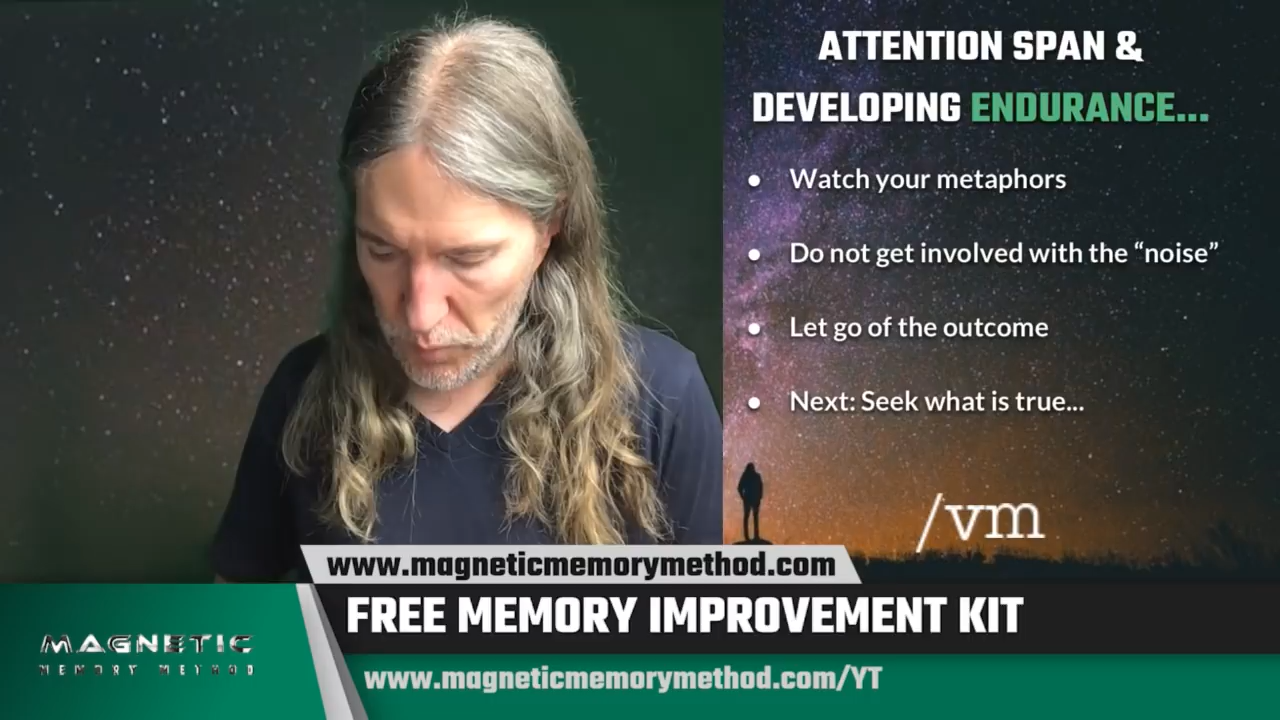 ATTENTION SPAN &
DEVELOPING ENDURANCE...
• Watch your metaphors
• Do not get involved with the “noise”
• Let go of the outcome
• Next: Seek what is true...
/vm
www.magneticmemorymethod.com
FREE MEMORY IMPROVEMENT KIT
MAGNETIC
MEMORY METHOD
www.magneticmemorymethod.com/YT